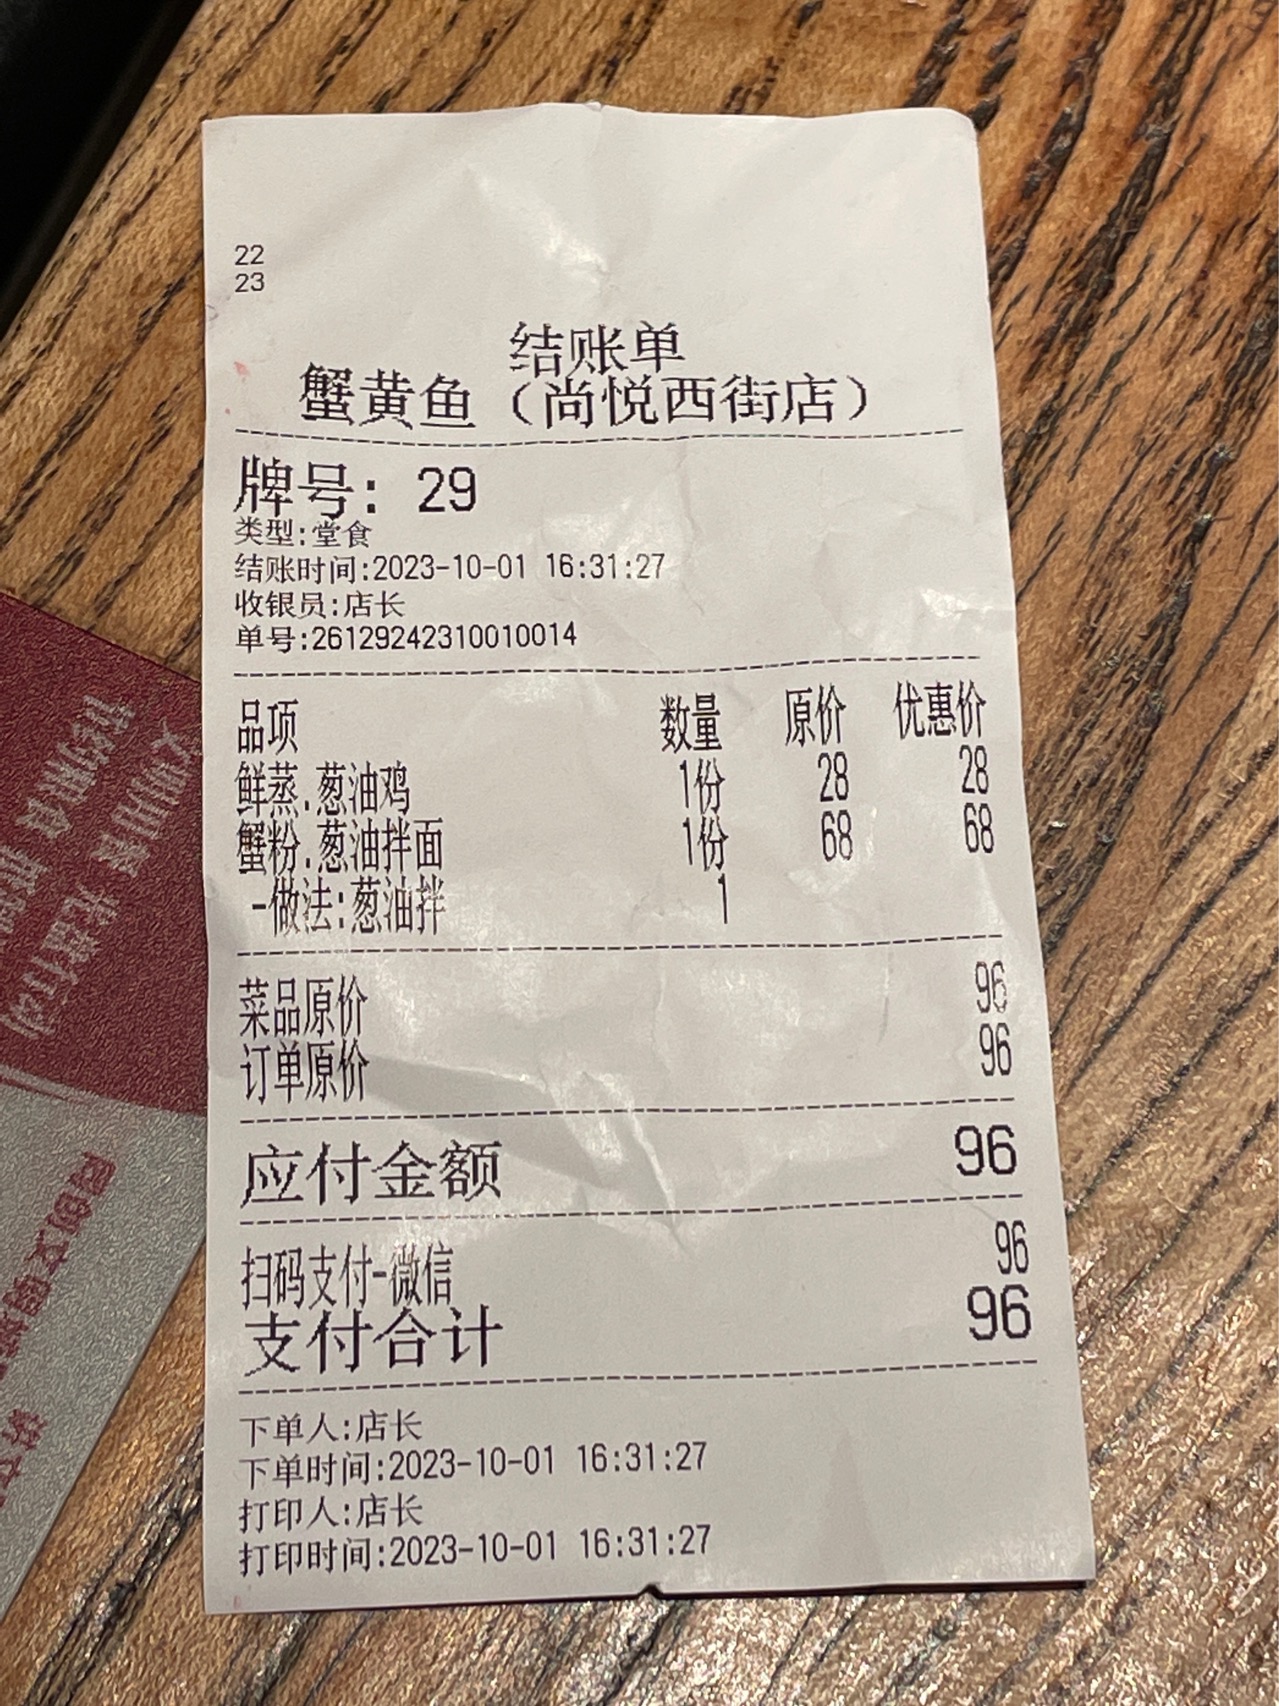 22
23
结账单
蟹黄鱼（尚悦西街店）
牌号: 29
类型:堂食
结账时间:2023-10-01 16:31:27
收银员:店长
单号:26129242310010014
品项 数量 原价 优惠价
鲜蒸.葱油鸡 1份 28 28
蟹粉.葱油拌面 1份 68 68
-做法:葱油拌 1
菜品原价 96
订单原价 96
应付金额 96
扫码支付-微信 96
支付合计 96
下单人:店长
下单时间:2023-10-01 16:31:27
打印人:店长
打印时间:2023-10-01 16:31:27